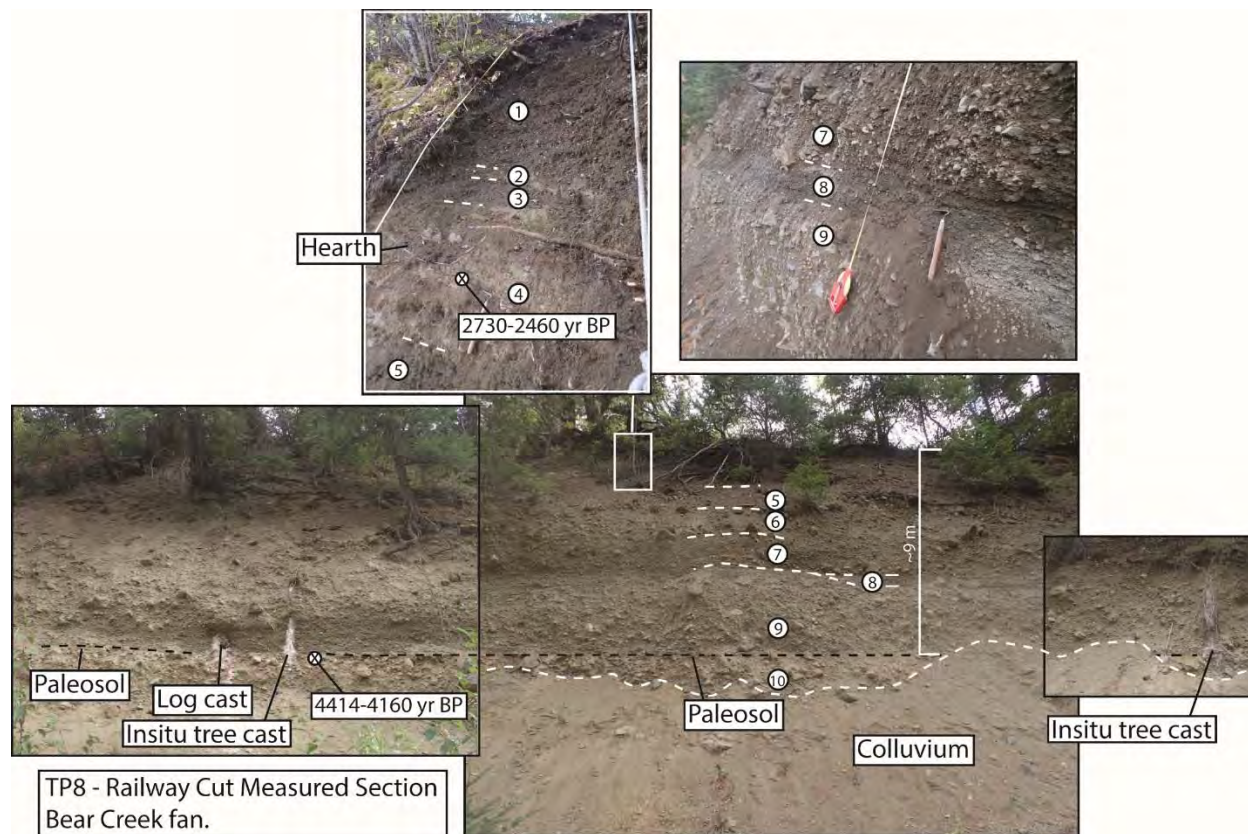 1
2
3
Hearth
4
2730-2460 yr BP
5
7
8
9
5
6
7
8
~9 m
9
10
Paleosol
Log cast
Insitu tree cast
4414-4160 yr BP
Paleosol
Colluvium
Insitu tree cast
TP8 - Railway Cut Measured Section
Bear Creek fan.